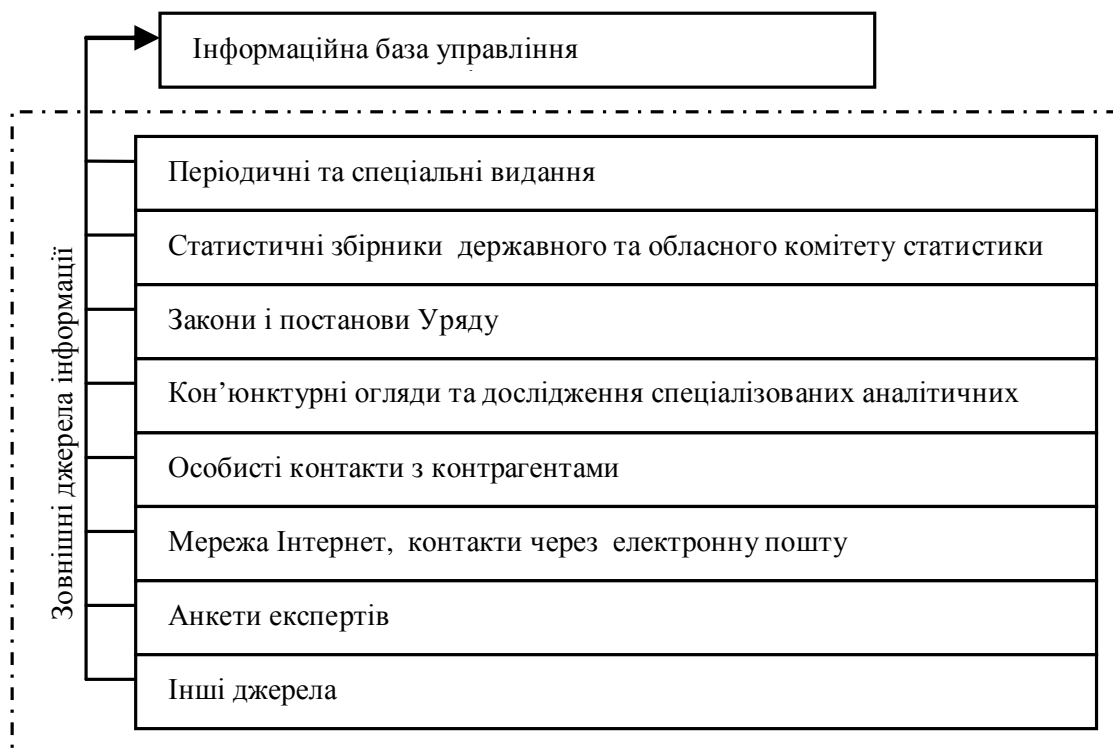 Інформаційна база управління
Періодичні та спеціальні видання
Статистичні збірники державного та обласного комітету статистики
Закони і постанови Уряду
Кон’юнктурні огляди та дослідження спеціалізованих аналітичних
Особисті контакти з контрагентами
Мережа Інтернет, контакти через електронну пошту
Анкети експертів
Інші джерела
Зовнішні джерела інформації